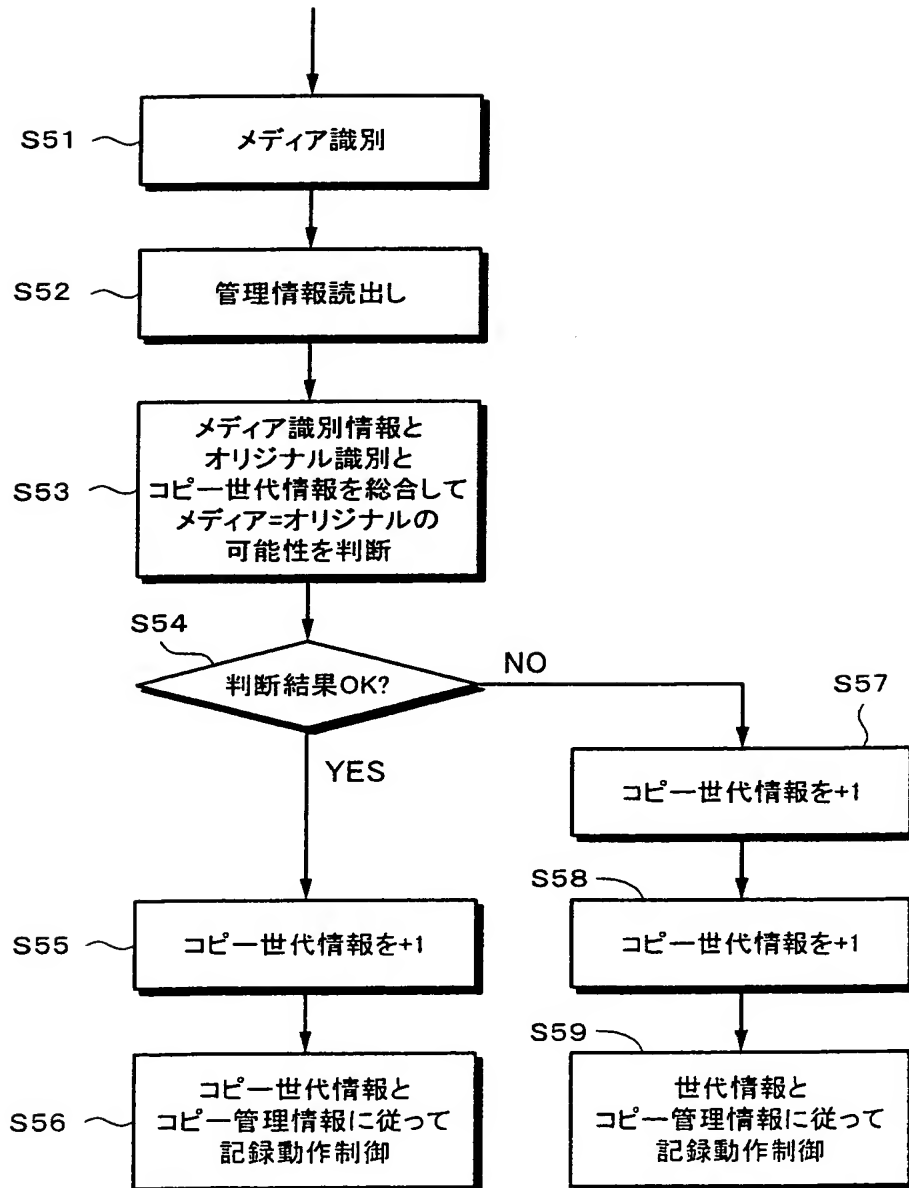 S51
メディア識別
S52
管理情報読出し
S53
メディア識別情報と
オリジナル識別と
コピー世代情報を総合して
メディア=オリジナルの
可能性を判断
S54
判断結果OK?
NO
YES
S57
コピー世代情報を+1
S58
コピー世代情報を+1
S55
コピー世代情報を+1
S59
世代情報と
コピー管理情報に従って
記録動作制御
S56
コピー世代情報と
コピー管理情報に従って
記録動作制御